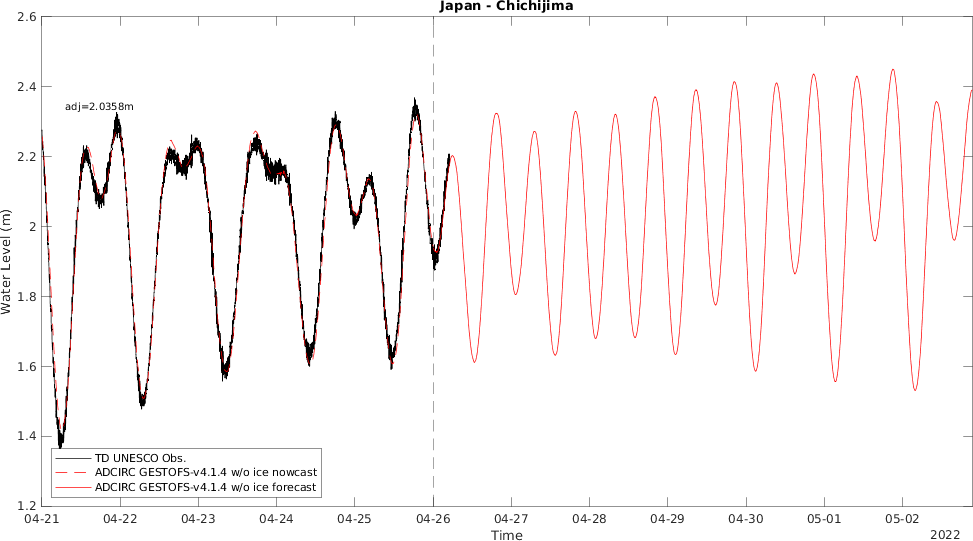 Japan - Chichijima
2.6
2.4
2.2
2
1.8
1.6
1.4
1.2
Water Level (m)
adj=2.0358m
TD UNESCO Obs.
ADCIRC GESTOFS-v4.1.4 w/o ice nowcast
ADCIRC GESTOFS-v4.1.4 w/o ice forecast
04-21 04-22 04-23 04-24 04-25 04-26 04-27 04-28 04-29 04-30 05-01 05-02
Time
2022